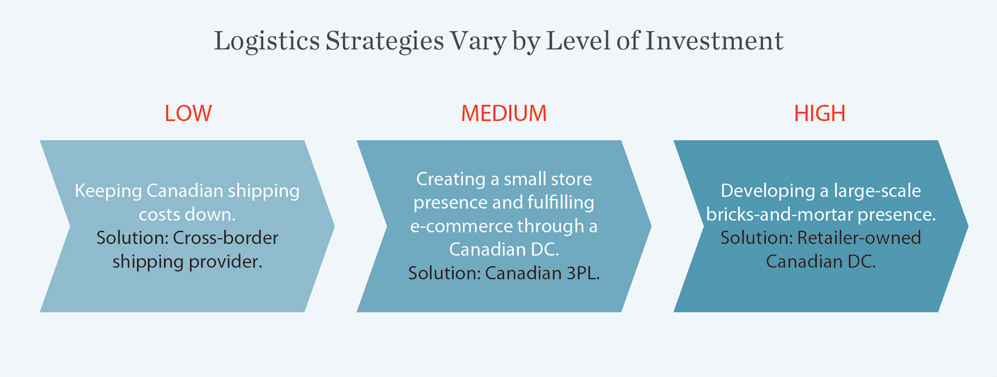 Logistics Strategies Vary by Level of Investment
LOW
Keeping Canadian shipping
costs down.
Solution: Cross-border
shipping provider.
MEDIUM
Creating a small store
presence and fulfilling
e-commerce through a
Canadian DC.
Solution: Canadian 3PL.
HIGH
Developing a large-scale
bricks-and-mortar presence.
Solution: Retailer-owned
Canadian DC.